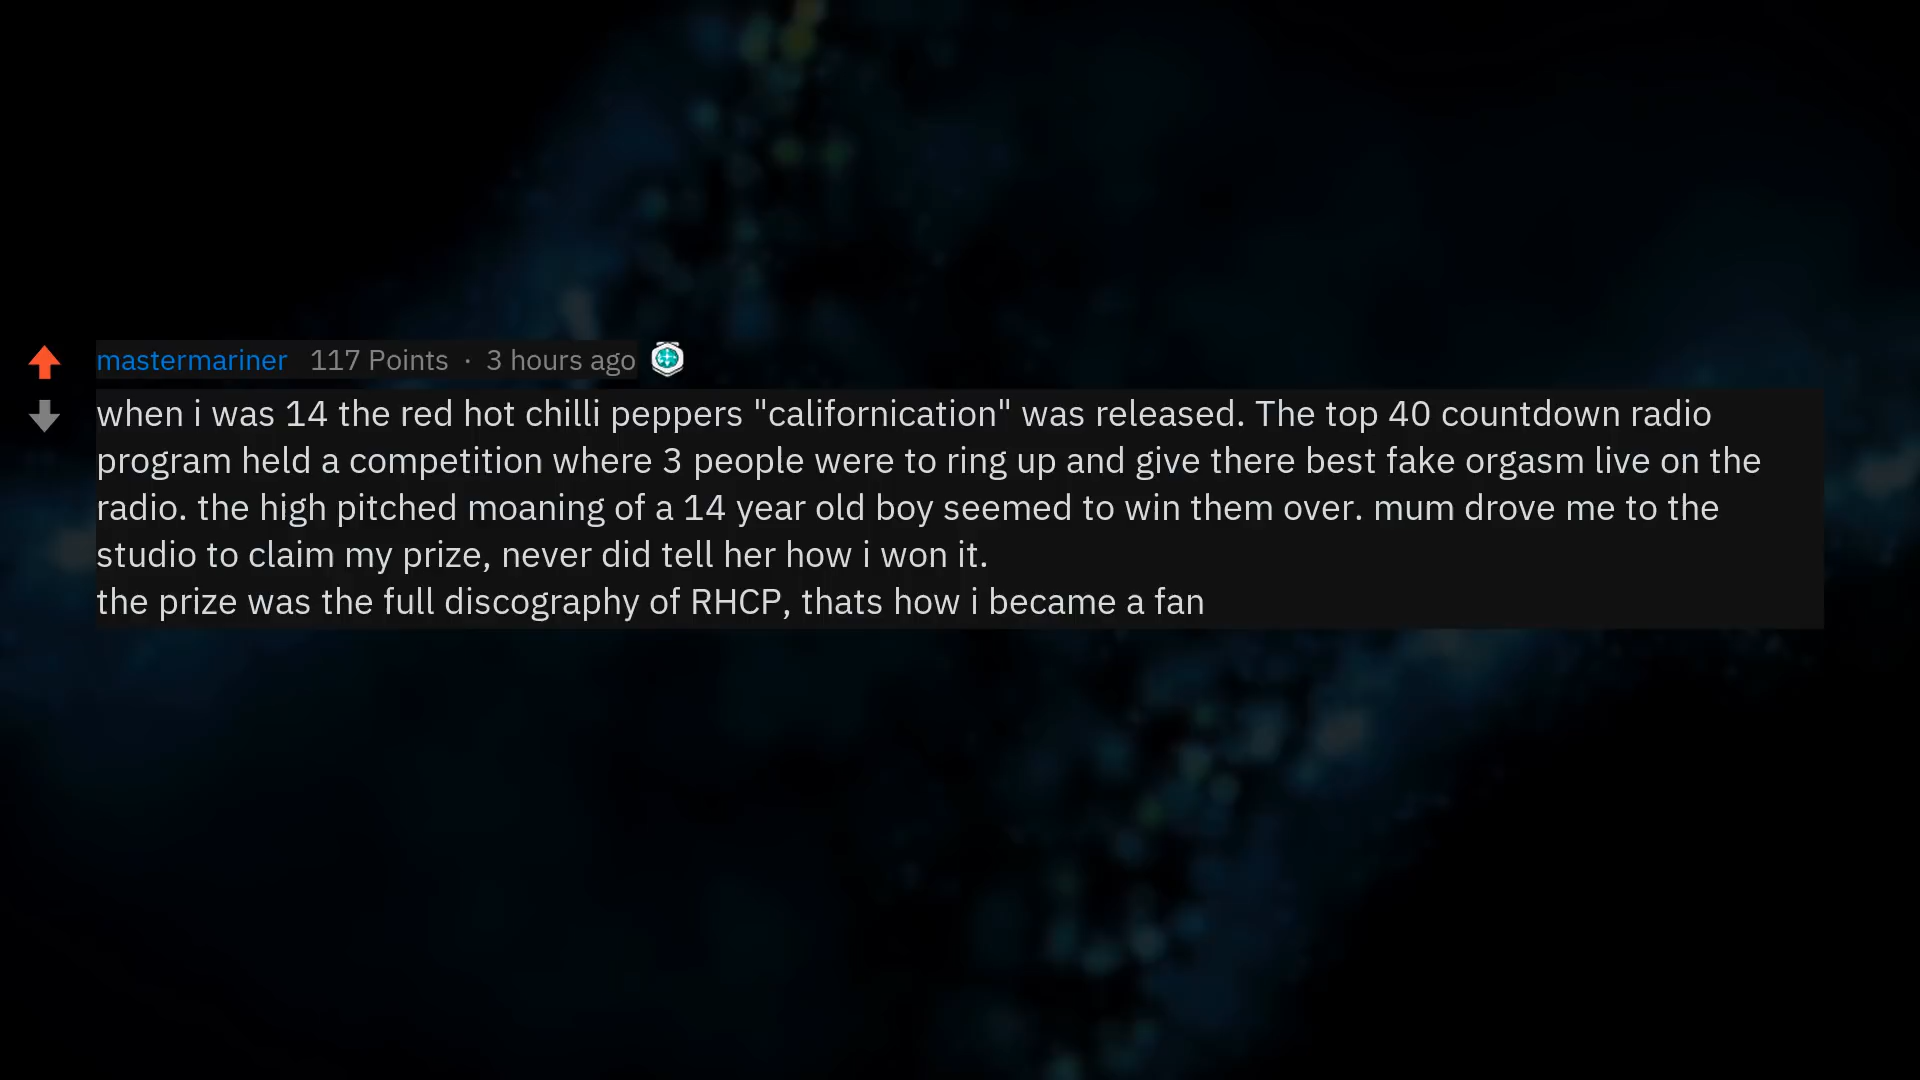 mastermariner 117 Points · 3 hours ago
when i was 14 the red hot chilli peppers "californication" was released. The top 40 countdown radio
program held a competition where 3 people were to ring up and give there best fake orgasm live on the
radio. the high pitched moaning of a 14 year old boy seemed to win them over. mum drove me to the
studio to claim my prize, never did tell her how i won it.
the prize was the full discography of RHCP, thats how i became a fan